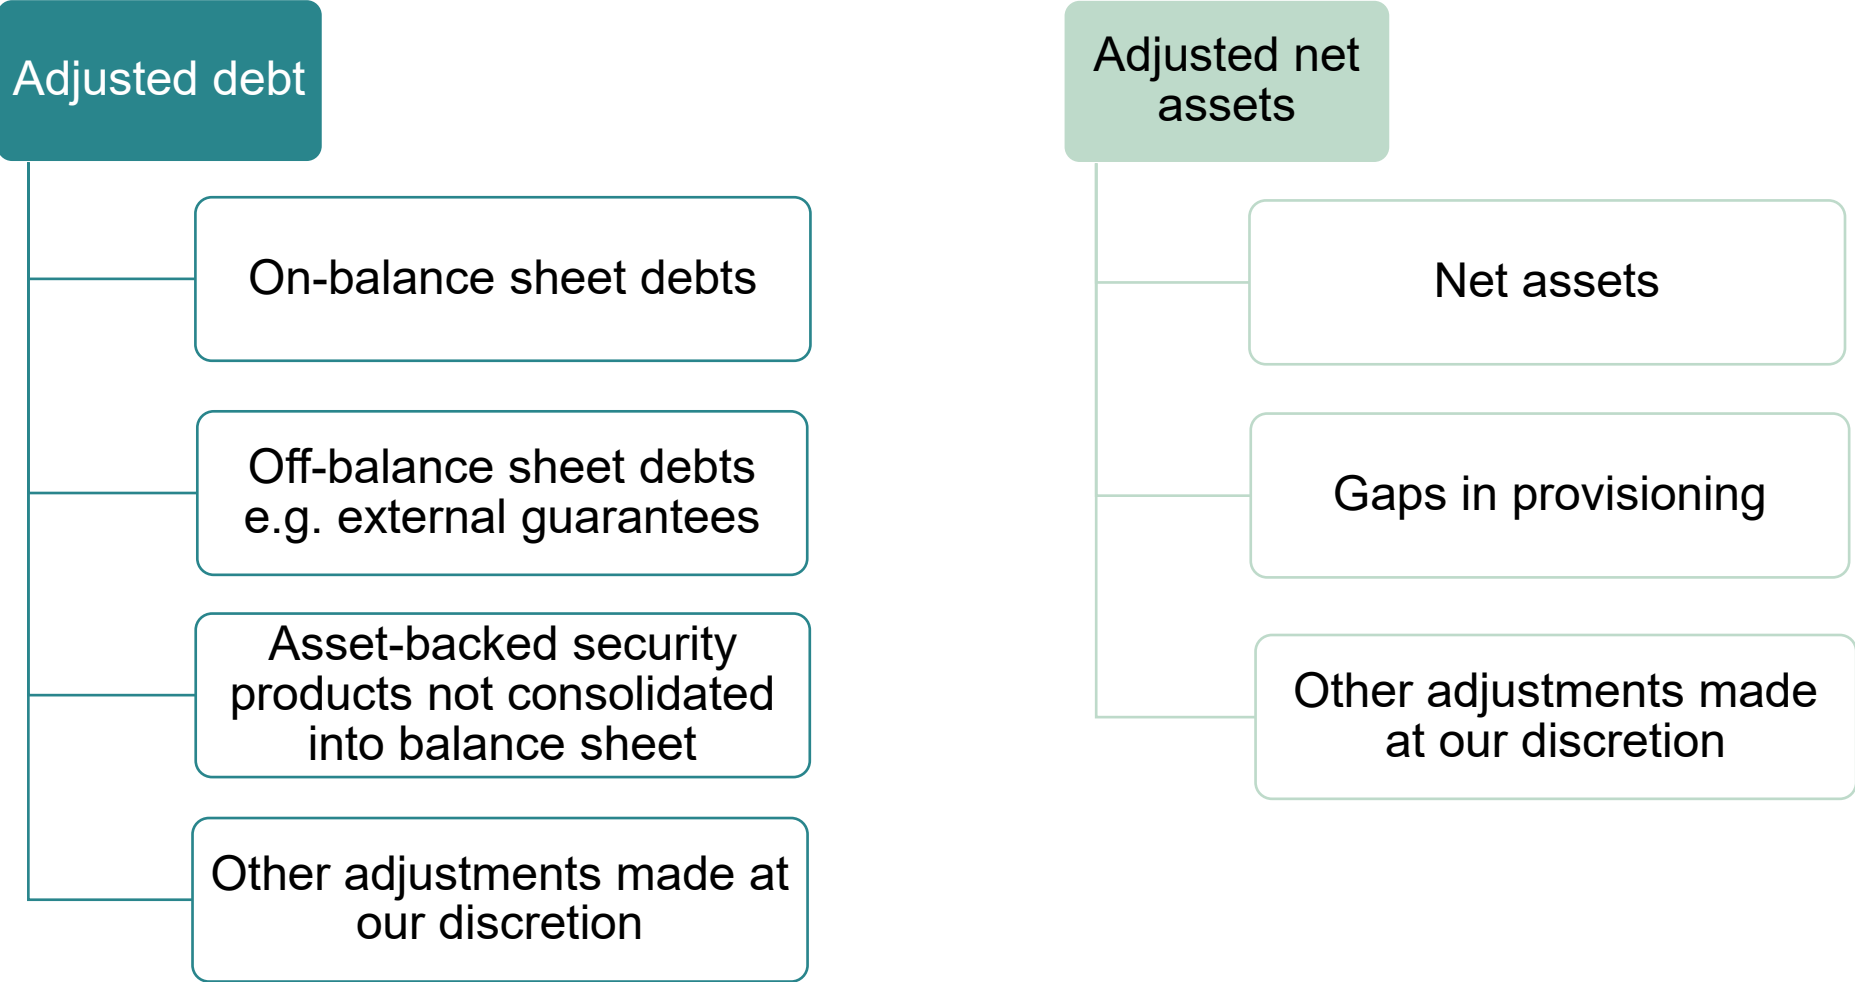 Adjusted debt
On-balance sheet debts
Off-balance sheet debts
e.g. external guarantees
Asset-backed security
products not consolidated
into balance sheet
Other adjustments made at
our discretion
Adjusted net
assets
Net assets
Gaps in provisioning
Other adjustments made
at our discretion